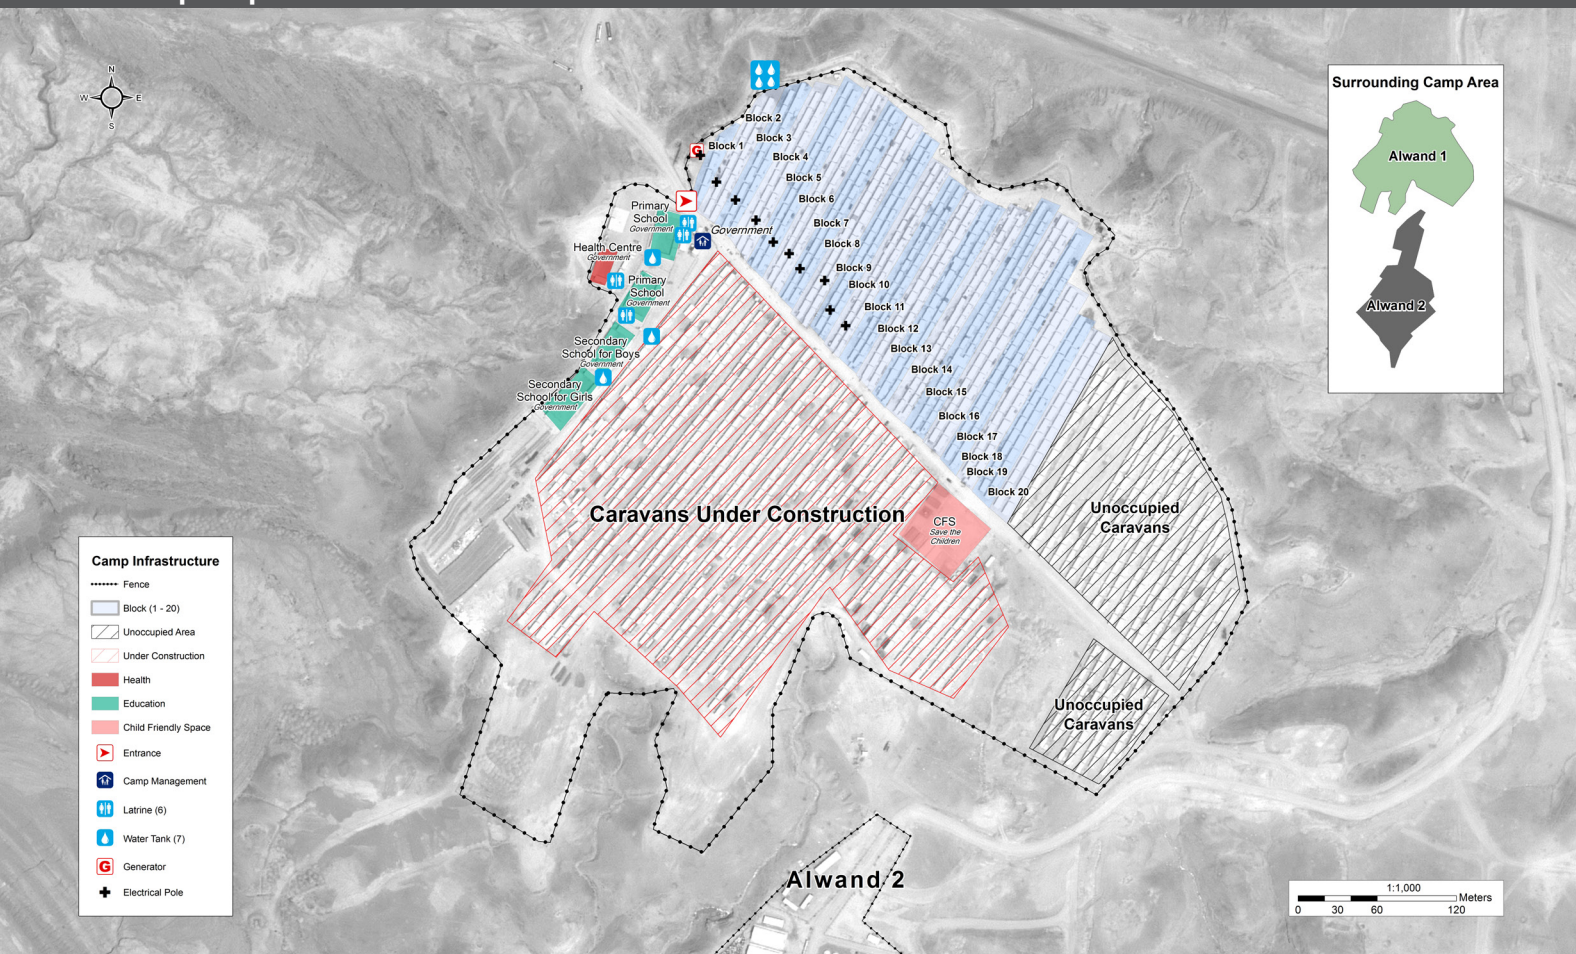 N
W
E
S
Surrounding Camp Area
Alwand 1
Alwand 2
Block 2
Block 3
Block 1
G
Block 4
Block 5
Block 6
Block 7
Block 8
Block 9
Block 10
Block 11
Block 12
Block 13
Block 14
Block 15
Block 16
Block 17
Block 18
Block 19
Block 20
Primary
School
Government
Government
Health Centre
Government
Primary
School
Government
Secondary
School for Boys
Government
Secondary
School for Girls
Government
Caravans Under Construction
CFS
Save the
Children
Unoccupied
Caravans
Unoccupied
Caravans
Alwand 2
Camp Infrastructure
Fence
Block (1 - 20)
Unoccupied Area
Under Construction
Health
Education
Child Friendly Space
Entrance
Camp Management
Latrine (6)
Water Tank (7)
G Generator
Electrical Pole
1:1,000
Meters
0 30 60 120